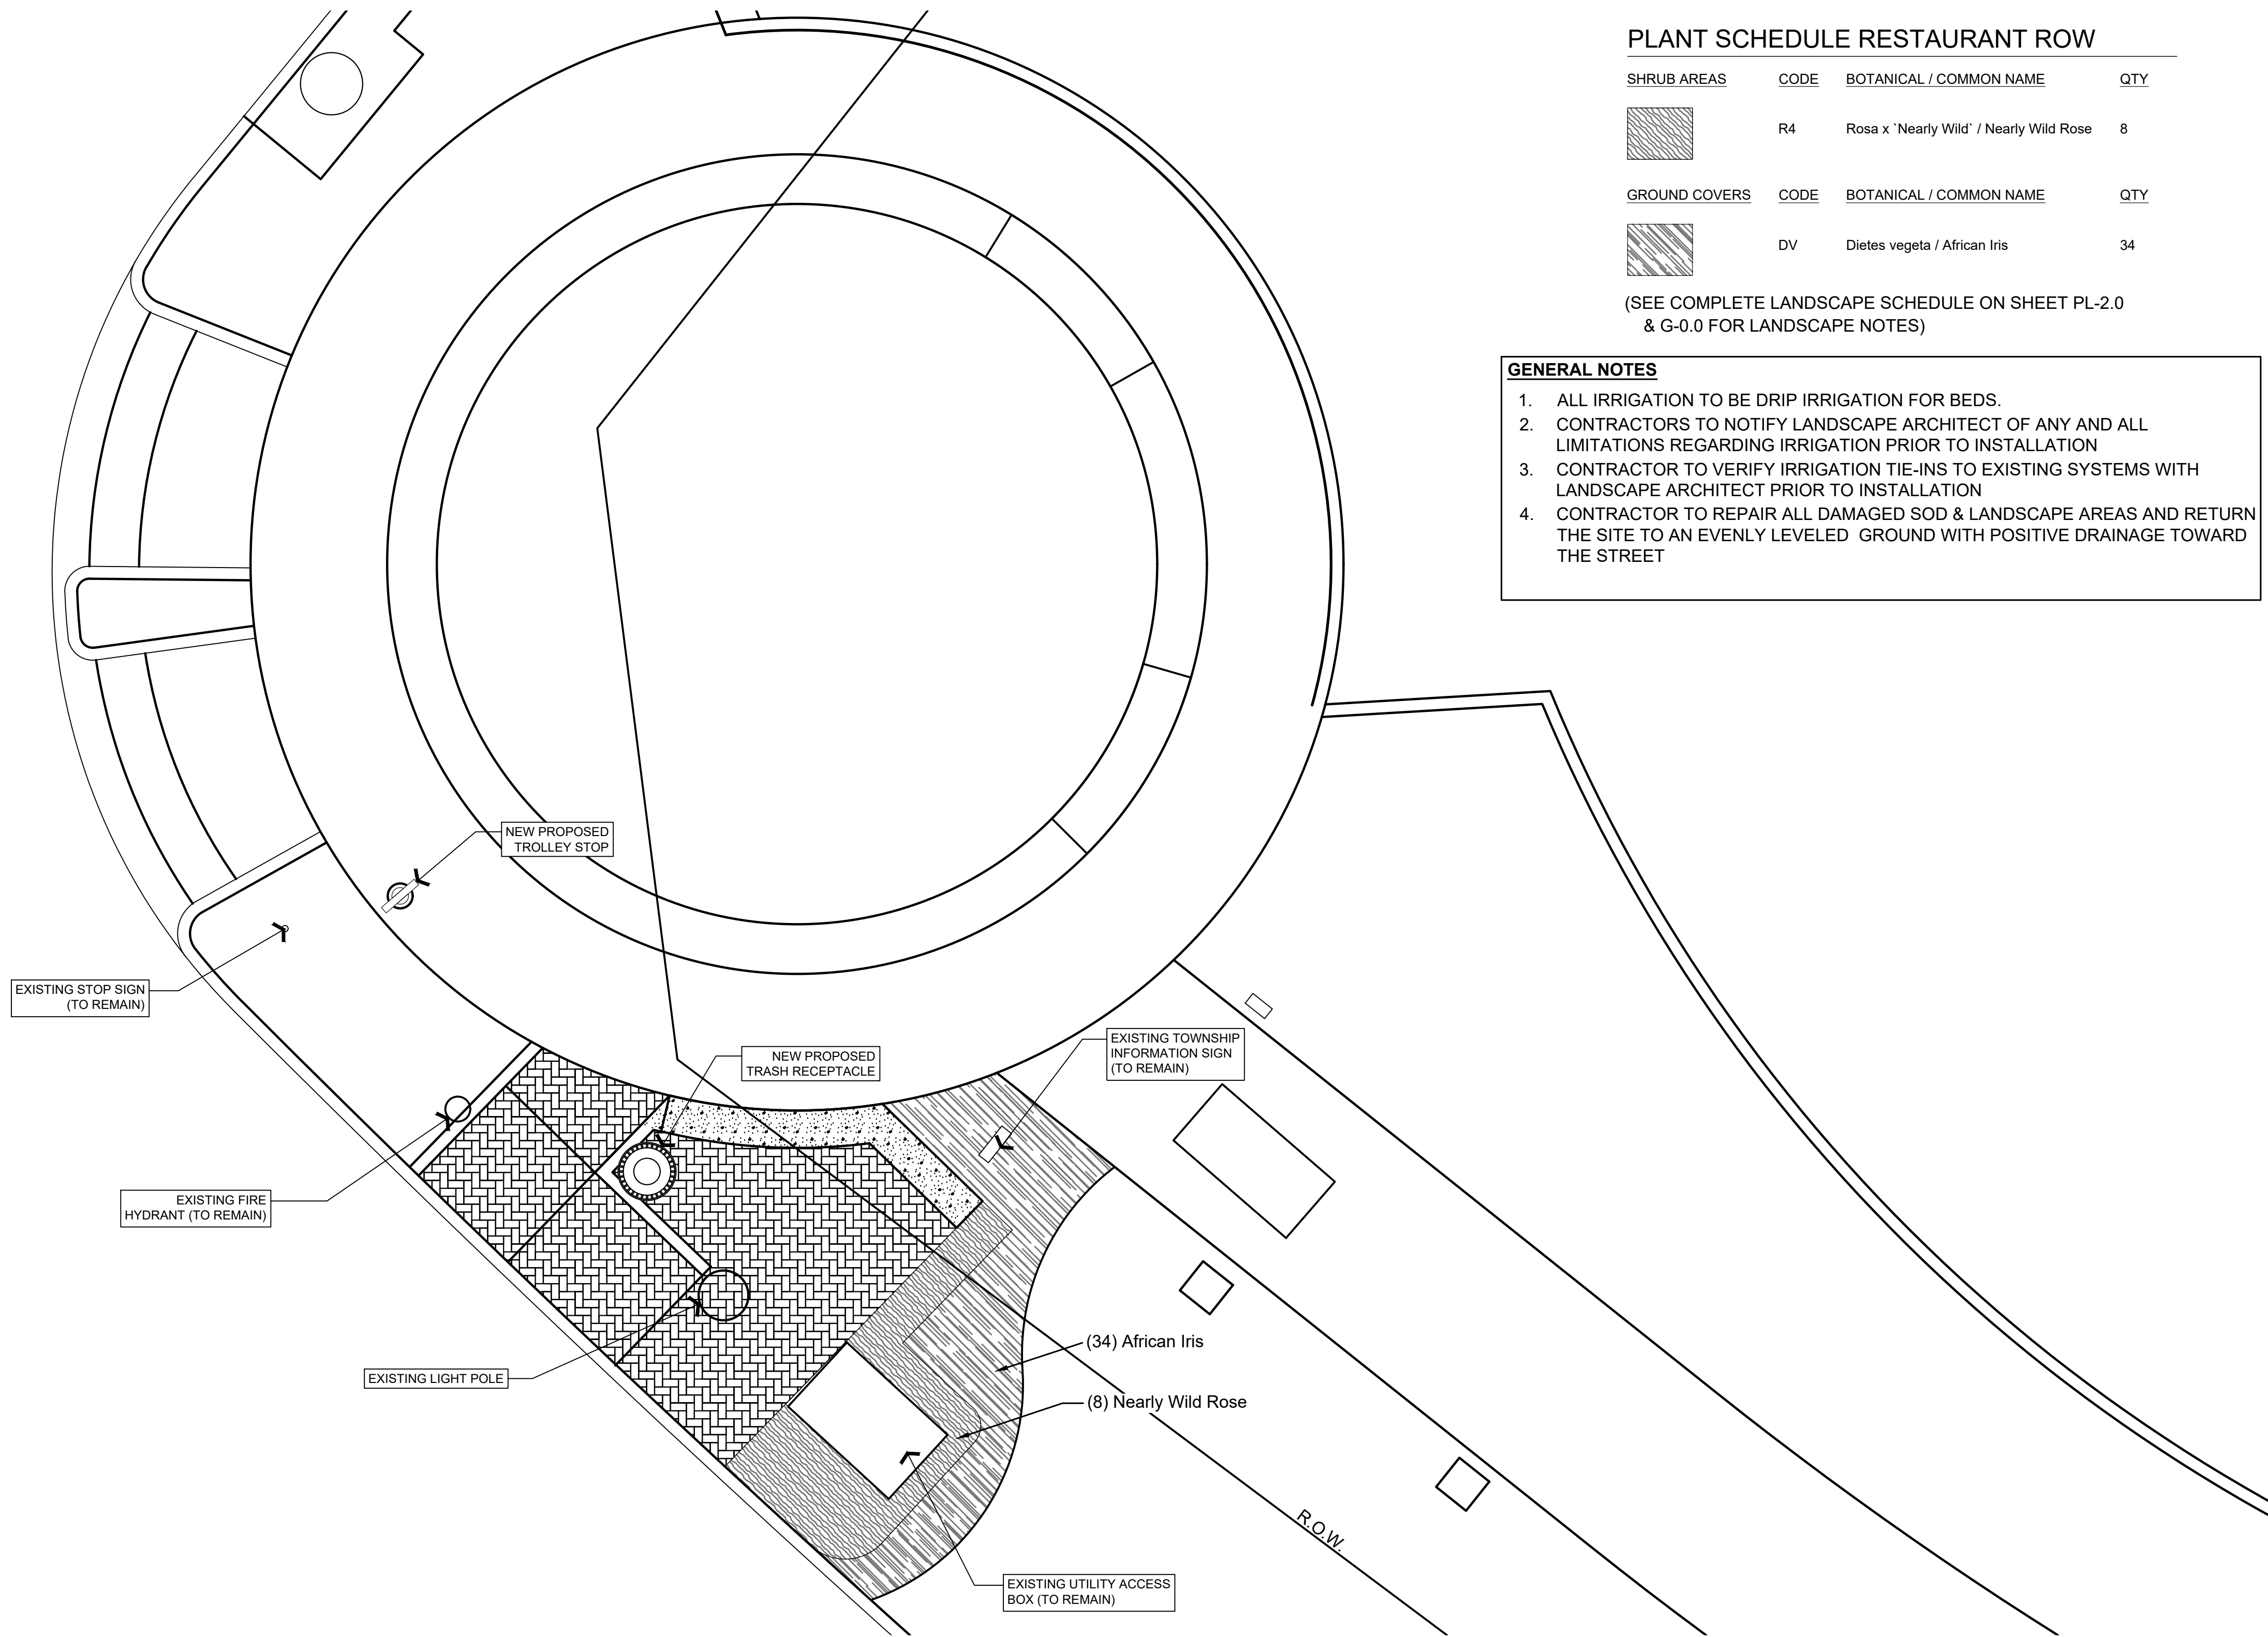 PLANT SCHEDULE RESTAURANT ROW
SHRUB AREAS CODE BOTANICAL / COMMON NAME QTY
R4 Rosa x `Nearly Wild` / Nearly Wild Rose 8
GROUND COVERS CODE BOTANICAL / COMMON NAME QTY
DV Dietes vegeta / African Iris 34
(SEE COMPLETE LANDSCAPE SCHEDULE ON SHEET PL-2.0
& G-0.0 FOR LANDSCAPE NOTES)
GENERAL NOTES
1. ALL IRRIGATION TO BE DRIP IRRIGATION FOR BEDS.
2. CONTRACTORS TO NOTIFY LANDSCAPE ARCHITECT OF ANY AND ALL
LIMITATIONS REGARDING IRRIGATION PRIOR TO INSTALLATION
3. CONTRACTOR TO VERIFY IRRIGATION TIE-INS TO EXISTING SYSTEMS WITH
LANDSCAPE ARCHITECT PRIOR TO INSTALLATION
4. CONTRACTOR TO REPAIR ALL DAMAGED SOD & LANDSCAPE AREAS AND RETURN
THE SITE TO AN EVENLY LEVELED GROUND WITH POSITIVE DRAINAGE TOWARD
THE STREET
NEW PROPOSED
TROLLEY STOP
EXISTING STOP SIGN
(TO REMAIN)
NEW PROPOSED
TRASH RECEPTACLE
EXISTING TOWNSHIP
INFORMATION SIGN
(TO REMAIN)
EXISTING FIRE
HYDRANT (TO REMAIN)
(34) African Iris
EXISTING LIGHT POLE
(8) Nearly Wild Rose
R.O.W.
EXISTING UTILITY ACCESS
BOX (TO REMAIN)